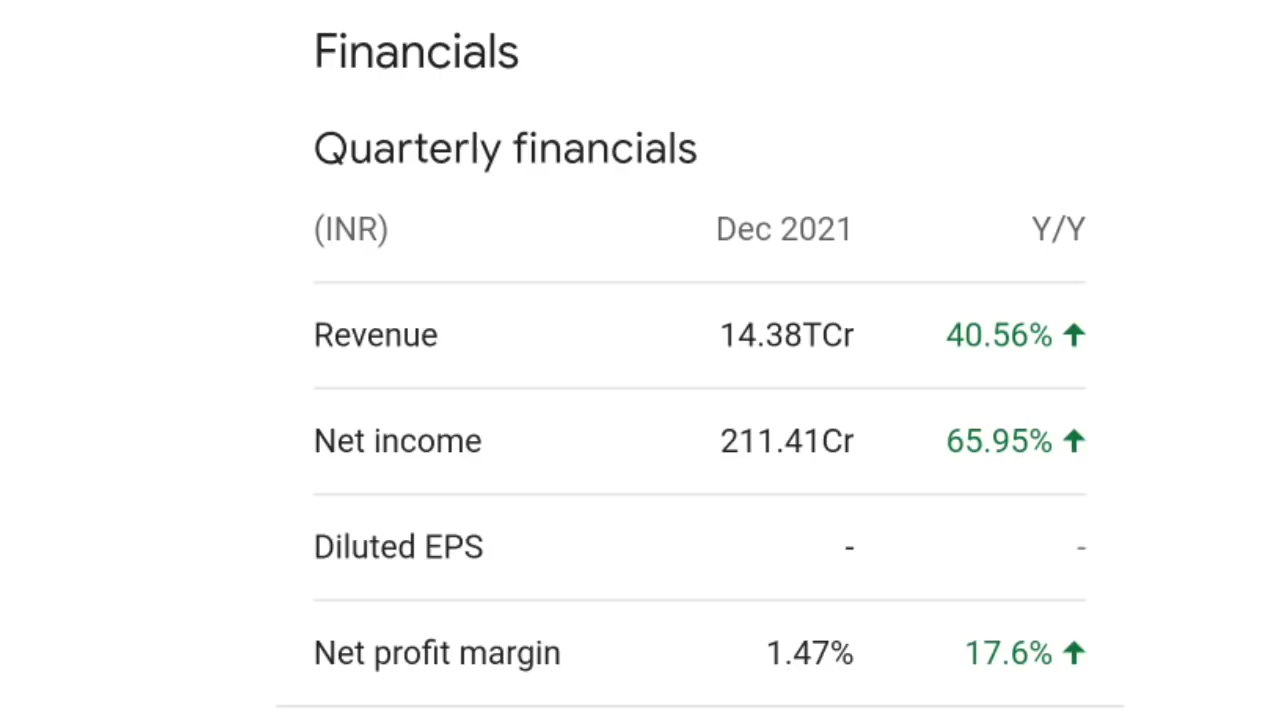 Financials
Quarterly financials
(INR) Dec 2021 Y/Y
Revenue 14.38TCr 40.56% ↑
Net income 211.41Cr 65.95% ↑
Diluted EPS - -
Net profit margin 1.47% 17.6% ↑